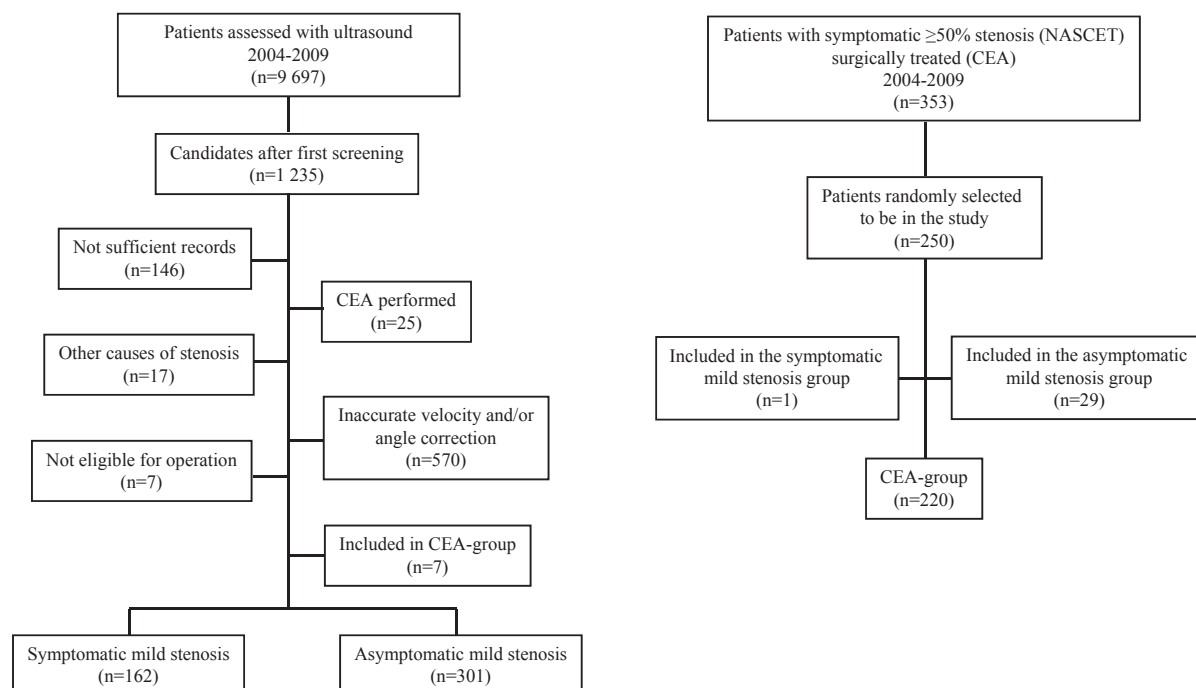 Patients assessed with ultrasound
2004-2009
(n=9 697)
Candidates after first screening
(n=1 235)
Not sufficient records
(n=146)
CEA performed
(n=25)
Other causes of stenosis
(n=17)
Inaccurate velocity and/or
angle correction
(n=570)
Not eligible for operation
(n=7)
Included in CEA-group
(n=7)
Symptomatic mild stenosis
(n=162)
Asymptomatic mild stenosis
(n=301)
Patients with symptomatic ≥50% stenosis (NASCET)
surgically treated (CEA)
2004-2009
(n=353)
Patients randomly selected
to be in the study
(n=250)
Included in the symptomatic
mild stenosis group
(n=1)
Included in the asymptomatic
mild stenosis group
(n=29)
CEA-group
(n=220)